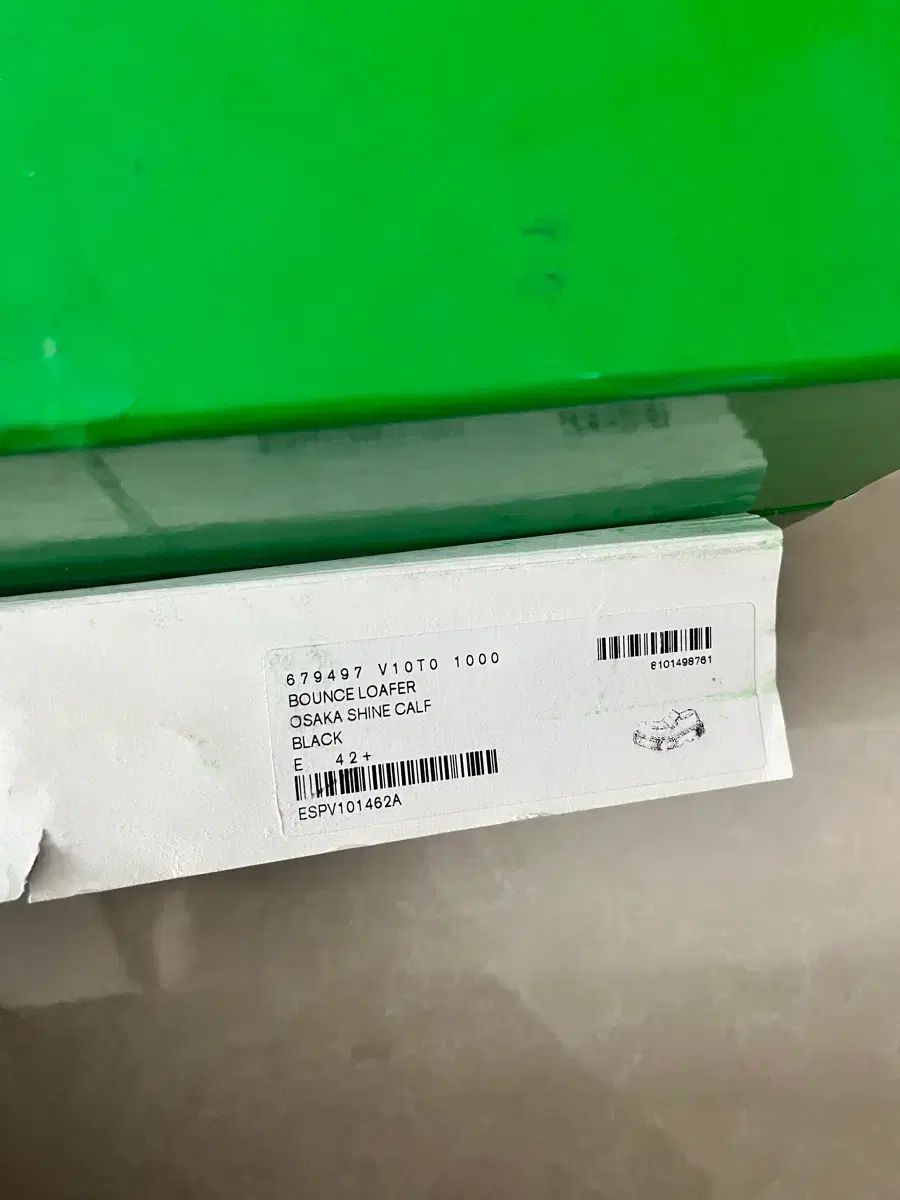 679497 V10T0 1000
BOUNCE LOAFER
OSAKA SHINE CALF
BLACK
E 42+
ESPV101462A
8101498761